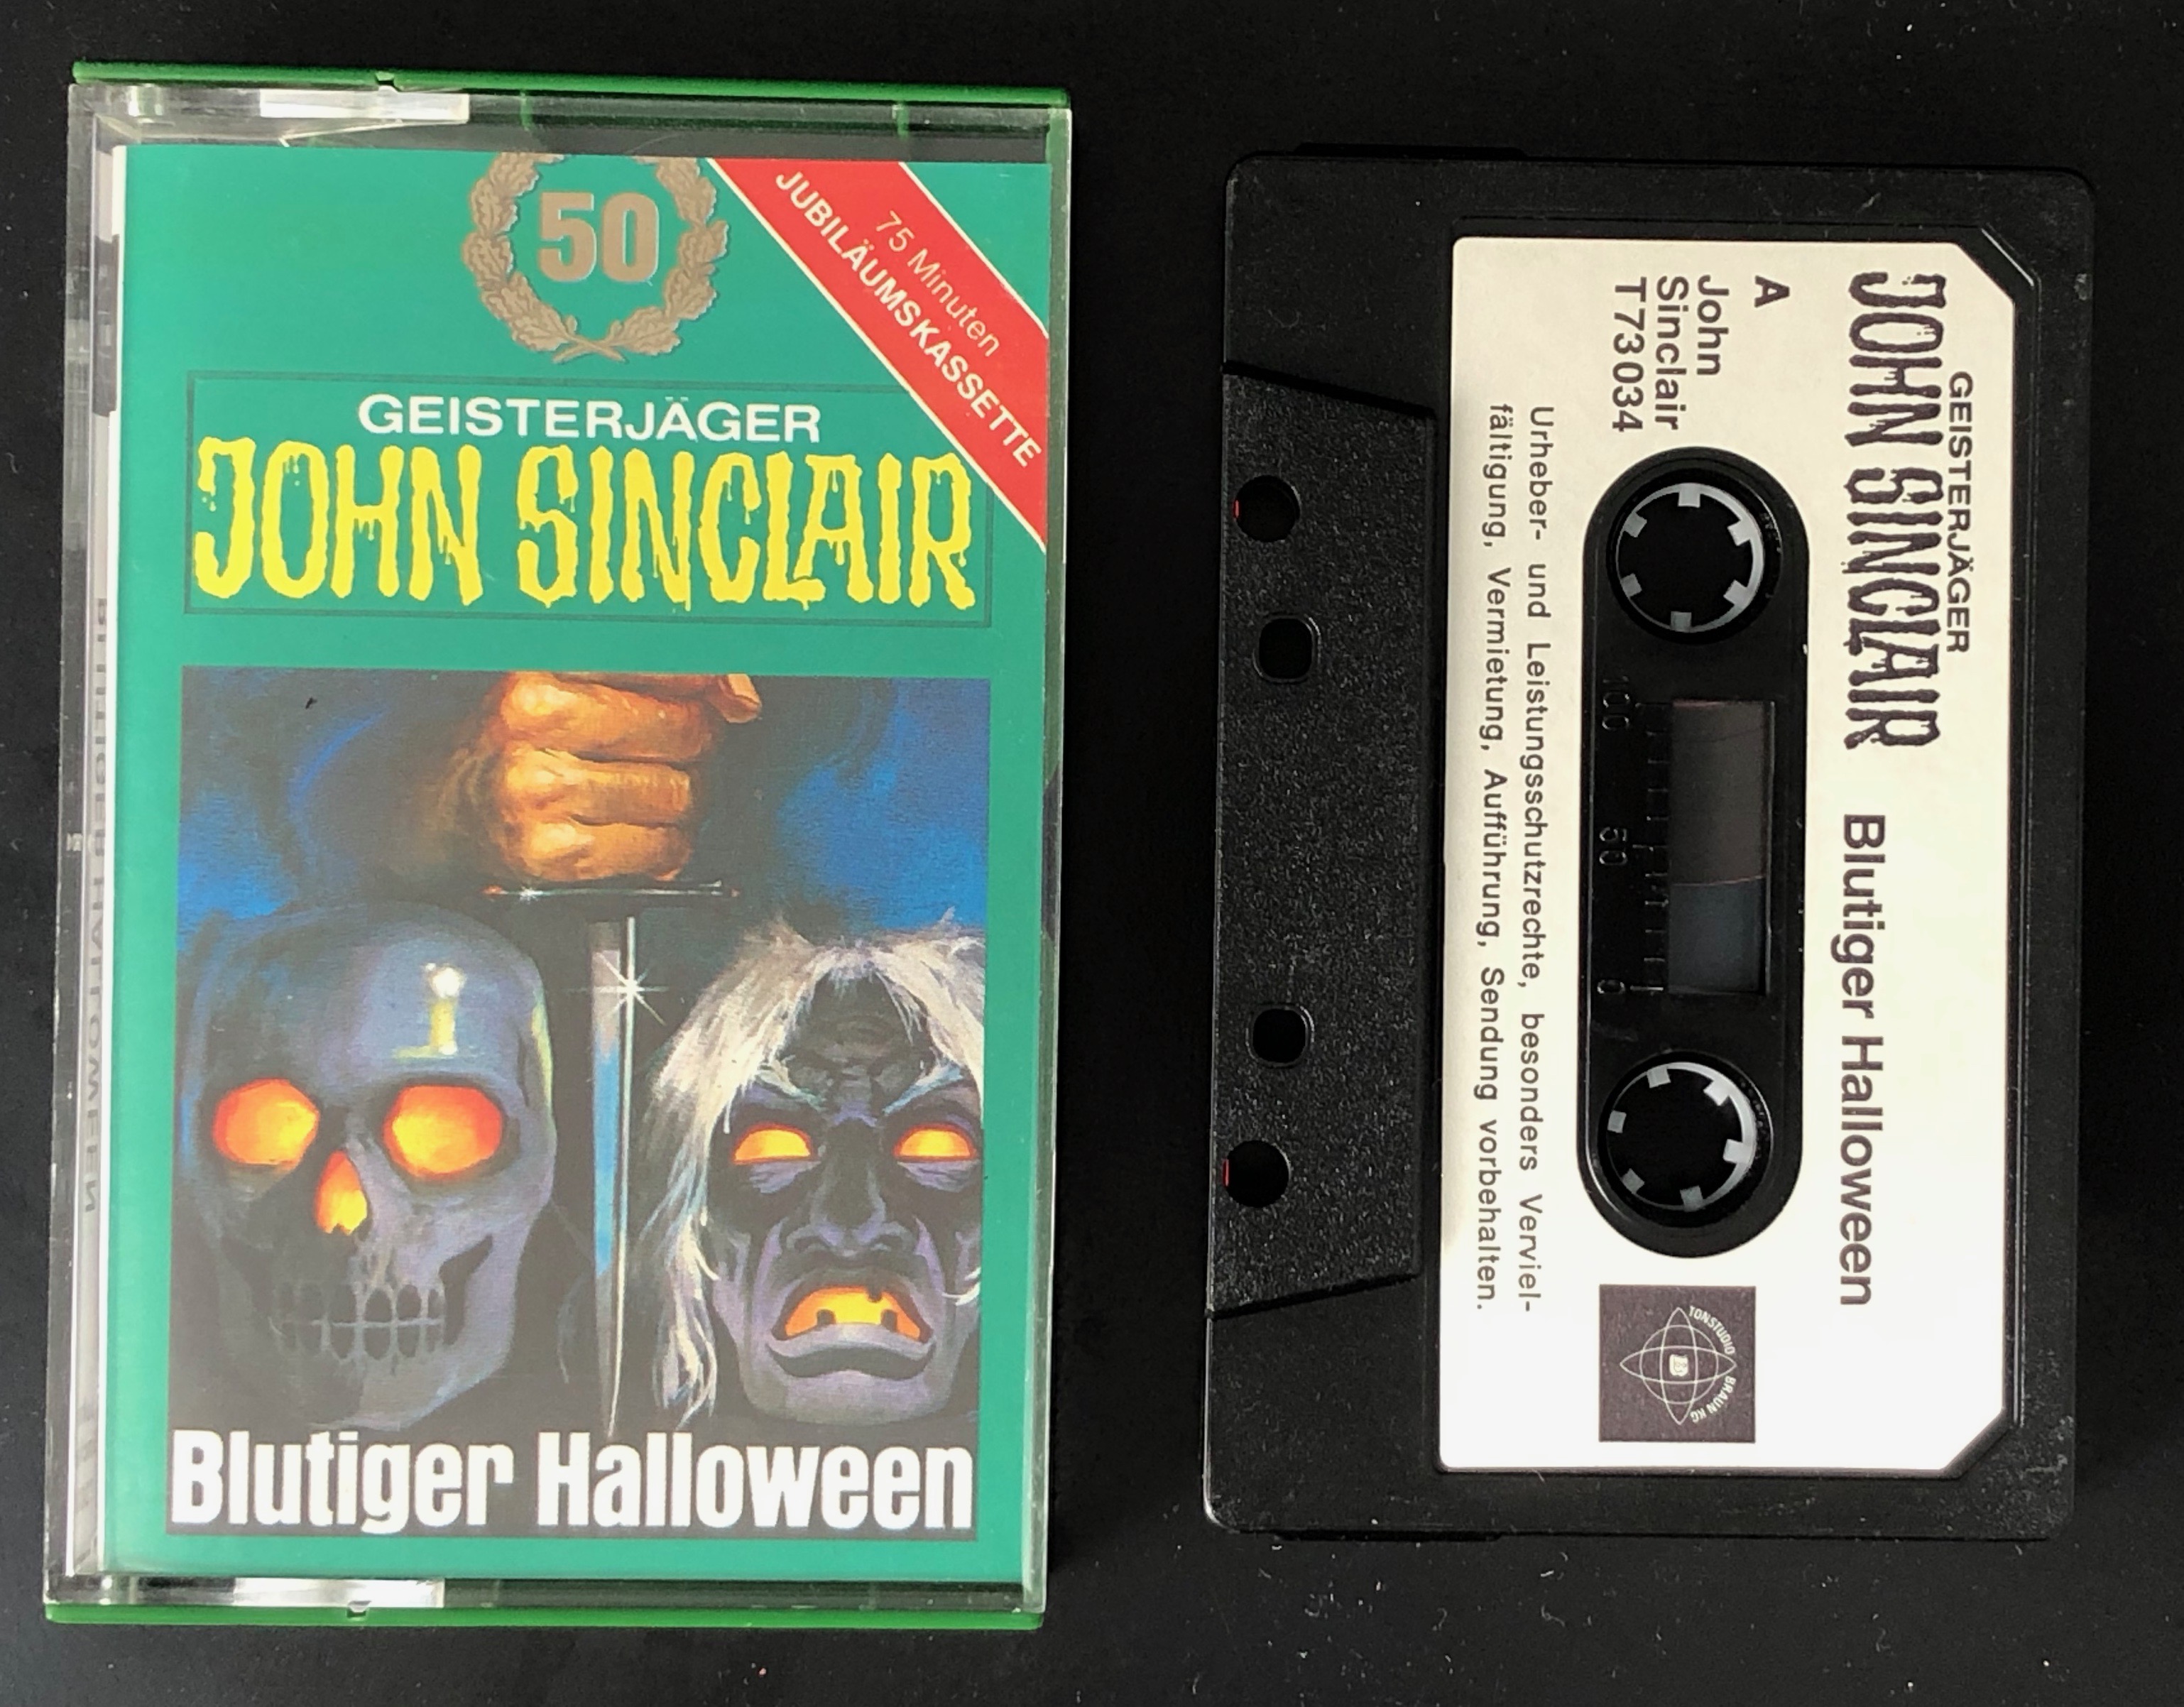 50
75 Minuten
JUBILÄUMSKASSETTE
GEISTERJÄGER
JOHN SINCLAIR
Blutiger Halloween
GEISTERJÄGER
JOHN SINCLAIR Blutiger Halloween
A
John
Sinclair
T73034
100 50 0
TONSTUDIO BRAUN KG
B
Urheber- und Leistungsschutzrechte, besonders Verviel-
fältigung, Vermietung, Aufführung, Sendung vorbehalten.